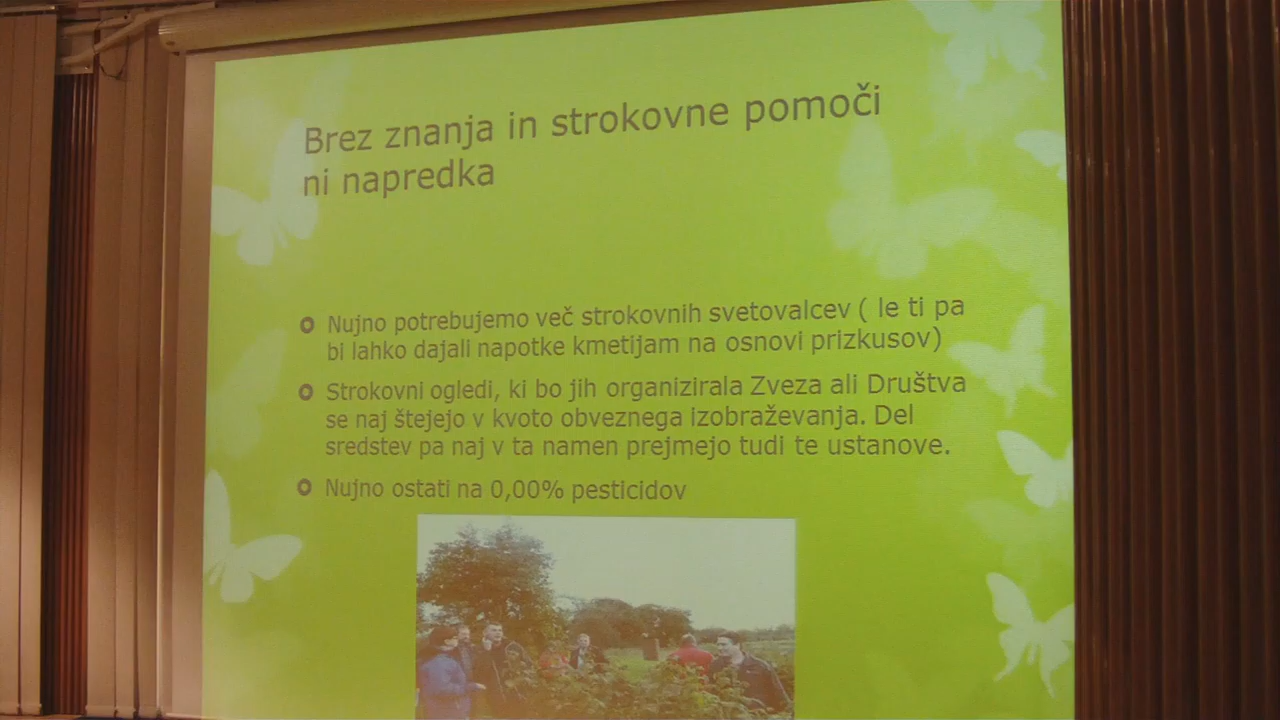 Brez znanja in strokovne pomoči
ni napredka
Nujno potrebujemo več strokovnih svetovalcev ( le ti pa
bi lahko dajali napotke kmetijam na osnovi prizkusov)
Strokovni ogledi, ki bo jih organizirala Zveza ali Društva
se naj štejejo v kvoto obveznega izobraževanja. Del
sredstev pa naj v ta namen prejmejo tudi te ustanove.
Nujno ostati na 0,00% pesticidov